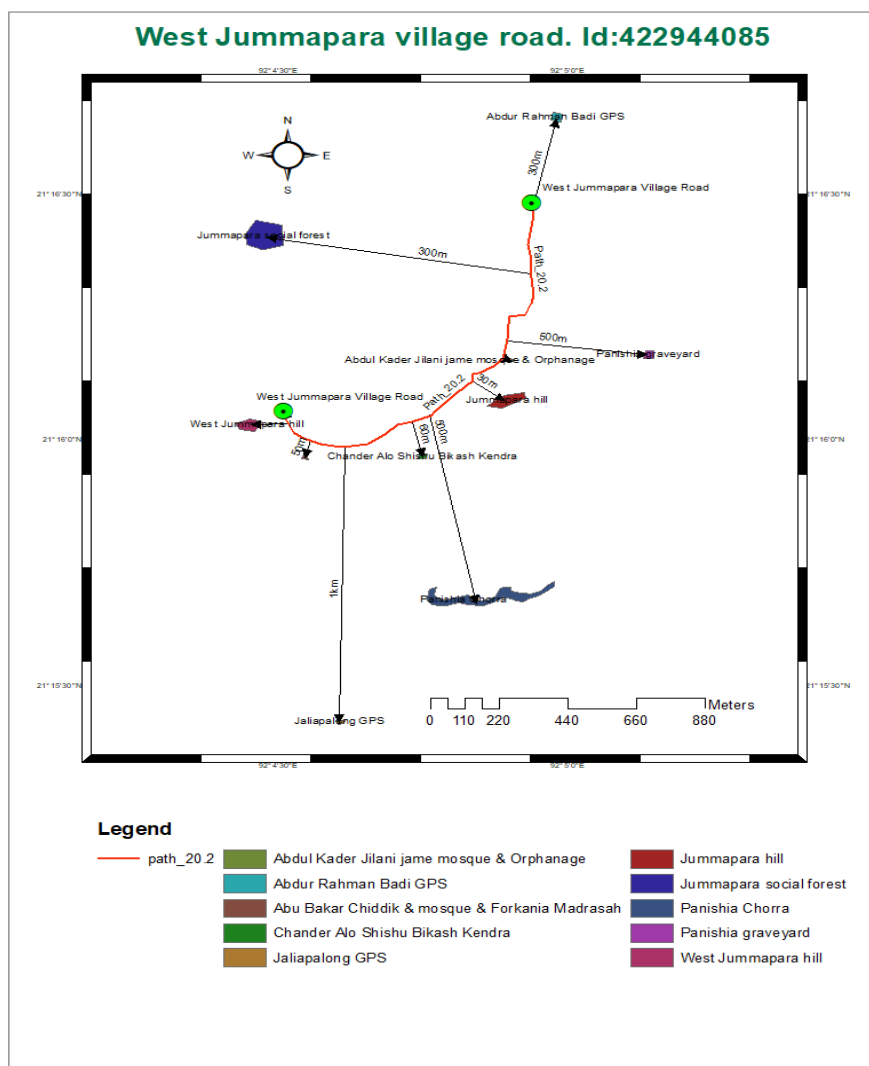 West Jummapara village road. Id:422944085
92° 4'30"E
92° 5'0"E
Abdur Rahman Badi GPS
N
W
E
S
300m
West Jummapara Village Road
21° 16'30"N
21° 16'30"N
Jummapara social forest
300m
Path_20.2
500m
Panishia graveyard
Abdul Kader Jilani jame mosque & Orphanage
30m
Path_20.2
Jummapara hill
West Jummapara Village Road
West Jummapara hill
21° 16'0"N
21° 16'0"N
50m
60m
500m
Chander Alo Shishu Bikash Kendra
1km
Panishia Chorra
21° 15'30"N
21° 15'30"N
Jaliapalong GPS
Meters
0 110 220 440 660 880
92° 4'30"E
92° 5'0"E
Legend
path_20.2
Abdul Kader Jilani jame mosque & Orphanage
Abdur Rahman Badi GPS
Abu Bakar Chiddik & mosque & Forkania Madrasah
Chander Alo Shishu Bikash Kendra
Jaliapalong GPS
Jummapara hill
Jummapara social forest
Panishia Chorra
Panishia graveyard
West Jummapara hill